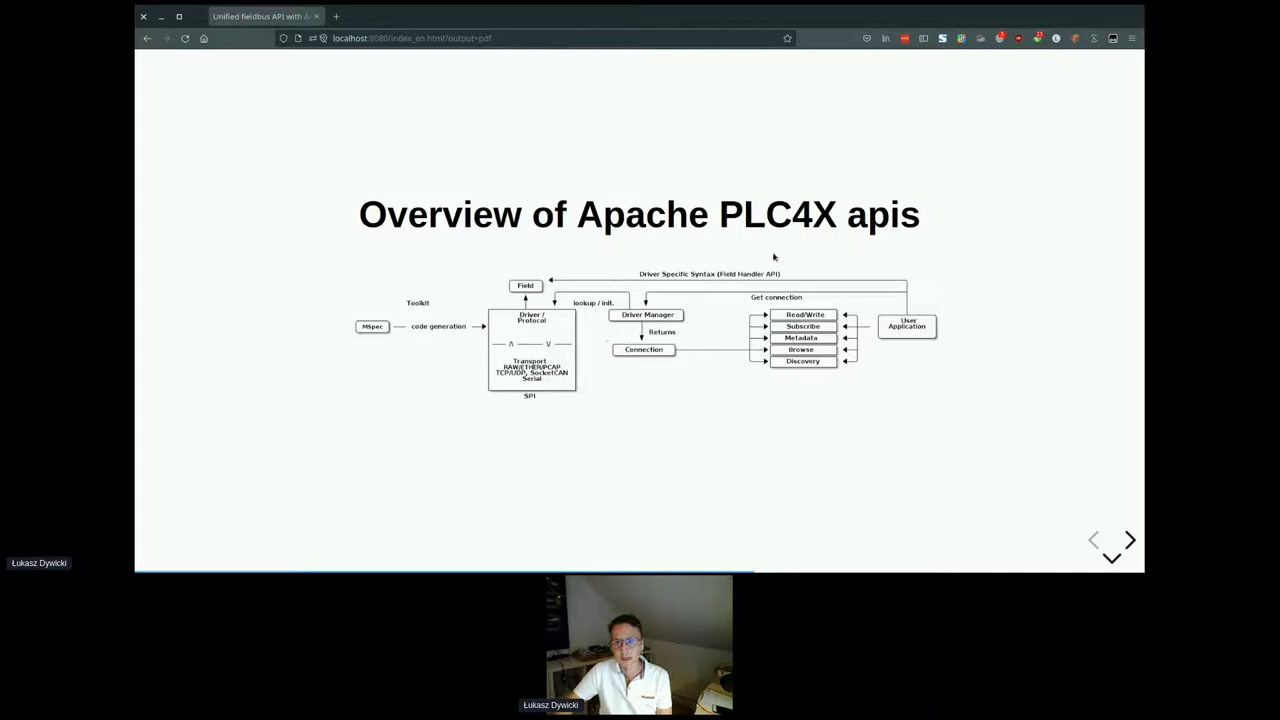 Unified fieldbus API with A
localhost:8080/index_en.html?output=pdf
23
Overview of Apache PLC4X apis
Driver Specific Syntax (Field Handler API)
Field
Get connection
Toolkit
lookup / init.
Driver /
Protocol
Driver Manager
Read/Write
User
Application
MSpec
code generation
Returns
Subscribe
Metadata
Connection
Browse
Transport
RAW/ETHER/PCAP
TCP/UDP, SocketCAN
Serial
Discovery
SPI
Łukasz Dywicki
Łukasz Dywicki